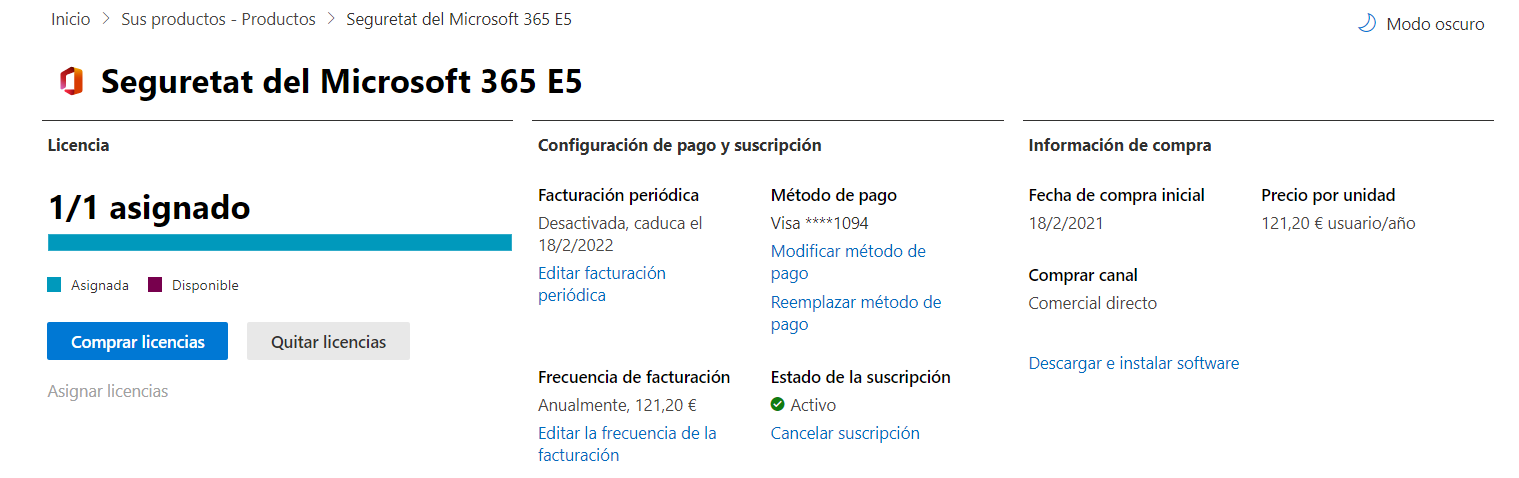 Inicio > Sus productos - Productos > Seguretat del Microsoft 365 E5
Modo oscuro
Seguretat del Microsoft 365 E5
Licencia
1/1 asignado
Asignada Disponible
Comprar licencias Quitar licencias
Asignar licencias
Configuración de pago y suscripción
Facturación periódica
Desactivada, caduca el
18/2/2022
Editar facturación
periódica
Método de pago
Visa ****1094
Modificar método de
pago
Reemplazar método de
pago
Frecuencia de facturación
Anualmente, 121,20 €
Editar la frecuencia de la
facturación
Estado de la suscripción
Activo
Cancelar suscripción
Información de compra
Fecha de compra inicial
18/2/2021
Precio por unidad
121,20 € usuario/año
Comprar canal
Comercial directo
Descargar e instalar software